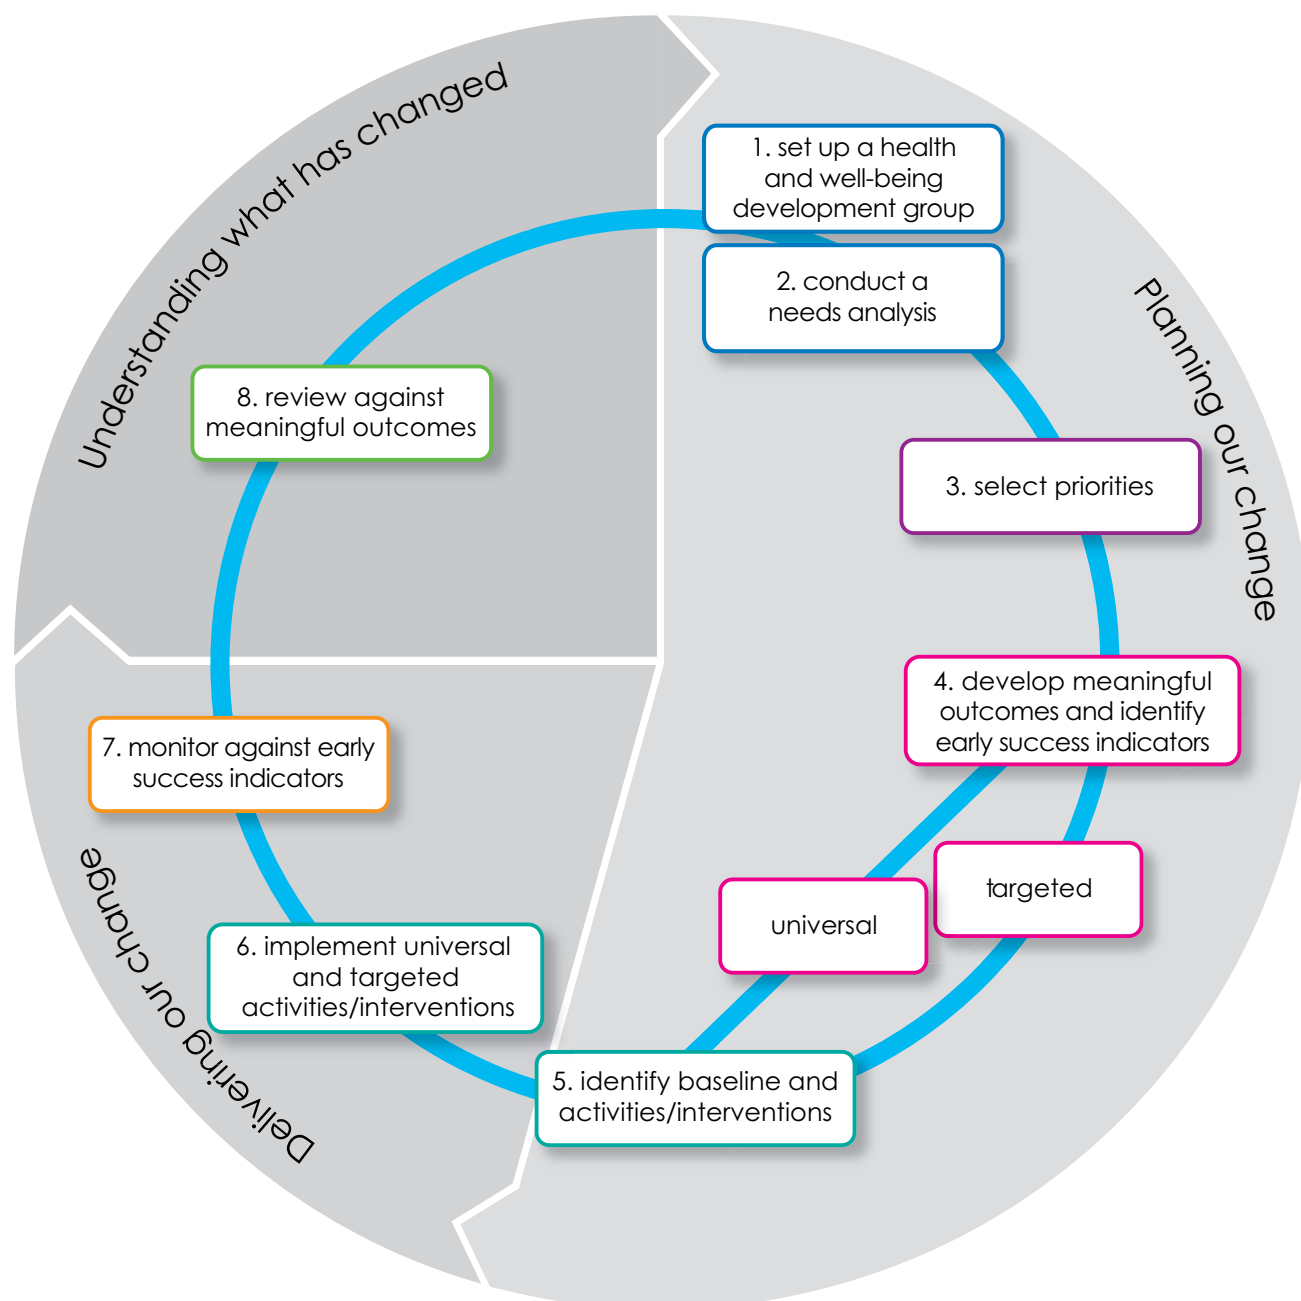 Understanding what has changed
1. set up a health
and well-being
development group
2. conduct a
needs analysis
Planning our change
3. select priorities
4. develop meaningful
outcomes and identify
early success indicators
targeted
universal
5. identify baseline and
activities/interventions
6. implement universal
and targeted
activities/interventions
Delivering our change
7. monitor against early
success indicators
8. review against
meaningful outcomes